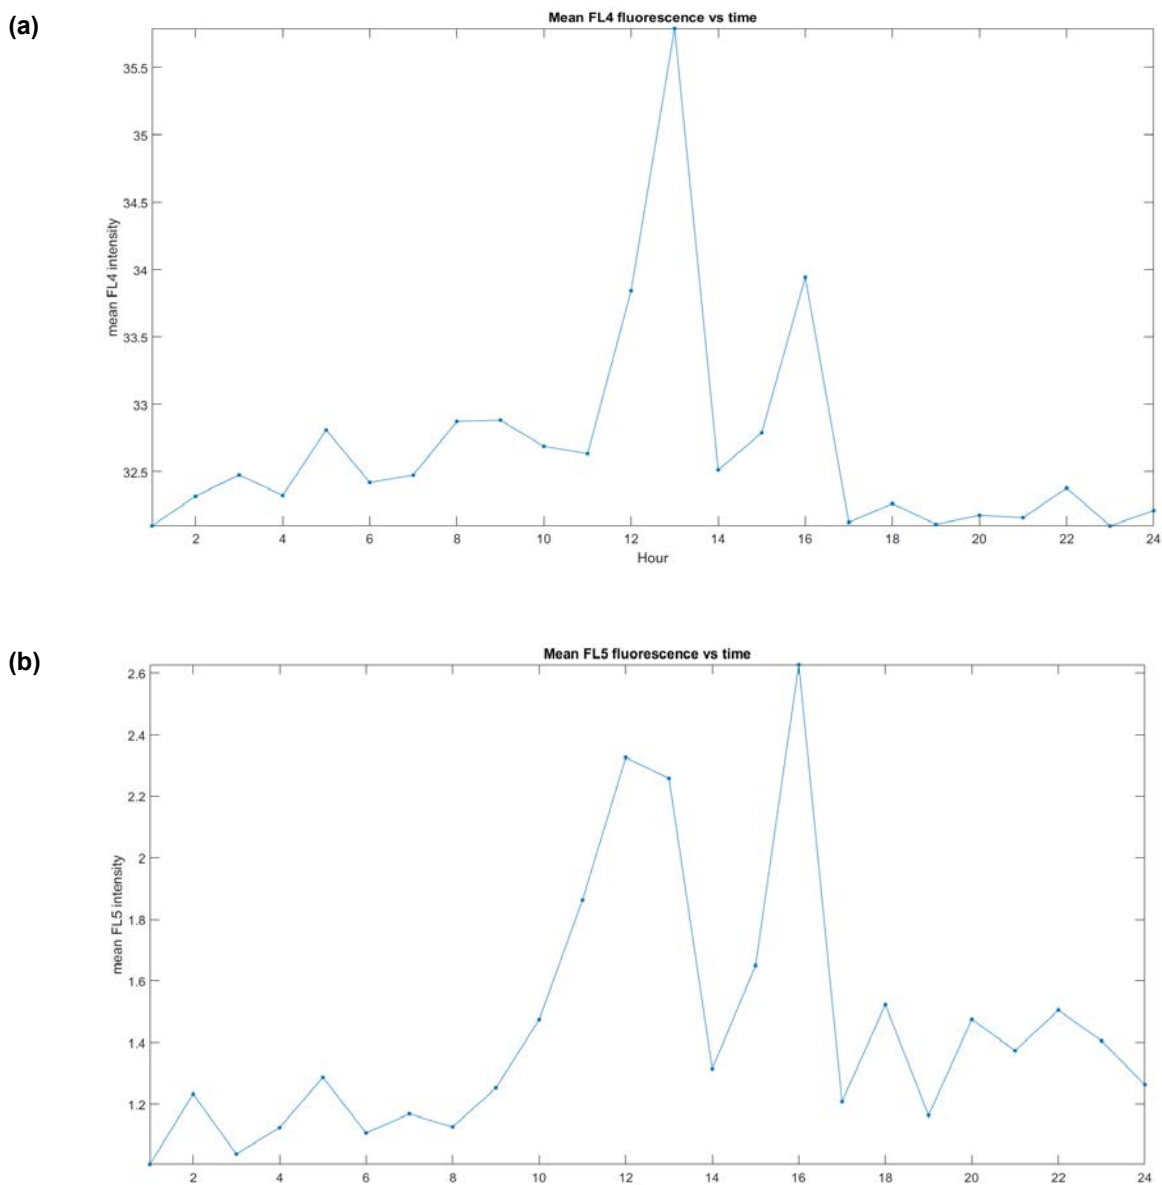 (a)
Mean FL4 fluorescence vs time
mean FL4 intensity
35.5
35
34.5
34
33.5
33
32.5
2 4 6 8 10 12 14 16 18 20 22 24
Hour
(b)
Mean FL5 fluorescence vs time
mean FL5 intensity
2.6
2.4
2.2
2
1.8
1.6
1.4
1.2
2 4 6 8 10 12 14 16 18 20 22 24